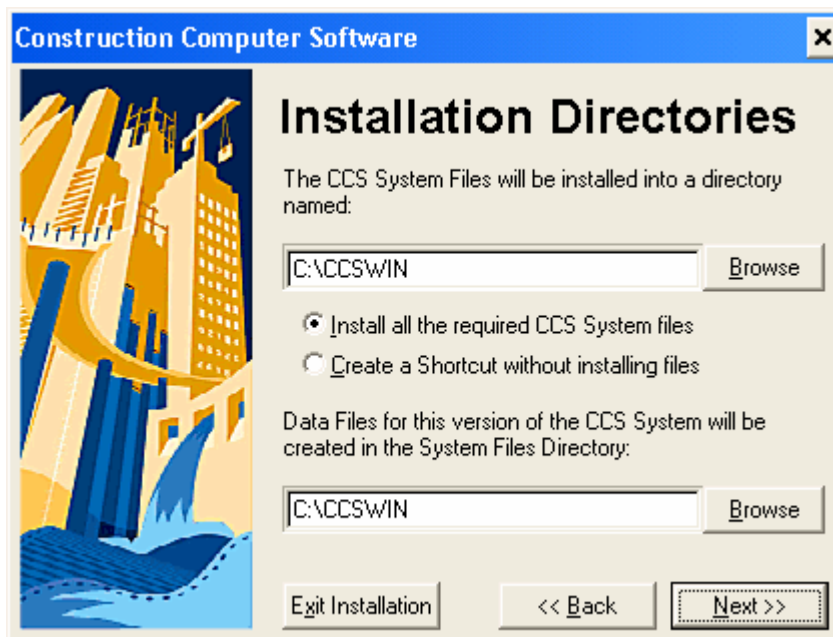 Construction Computer Software
Installation Directories
The CCS System Files will be installed into a directory
named:
C:\CCSWIN
Browse
Install all the required CCS System files
Create a Shortcut without installing files
Data Files for this version of the CCS System will be
created in the System Files Directory:
C:\CCSWIN
Browse
Exit Installation
<< Back
Next >>